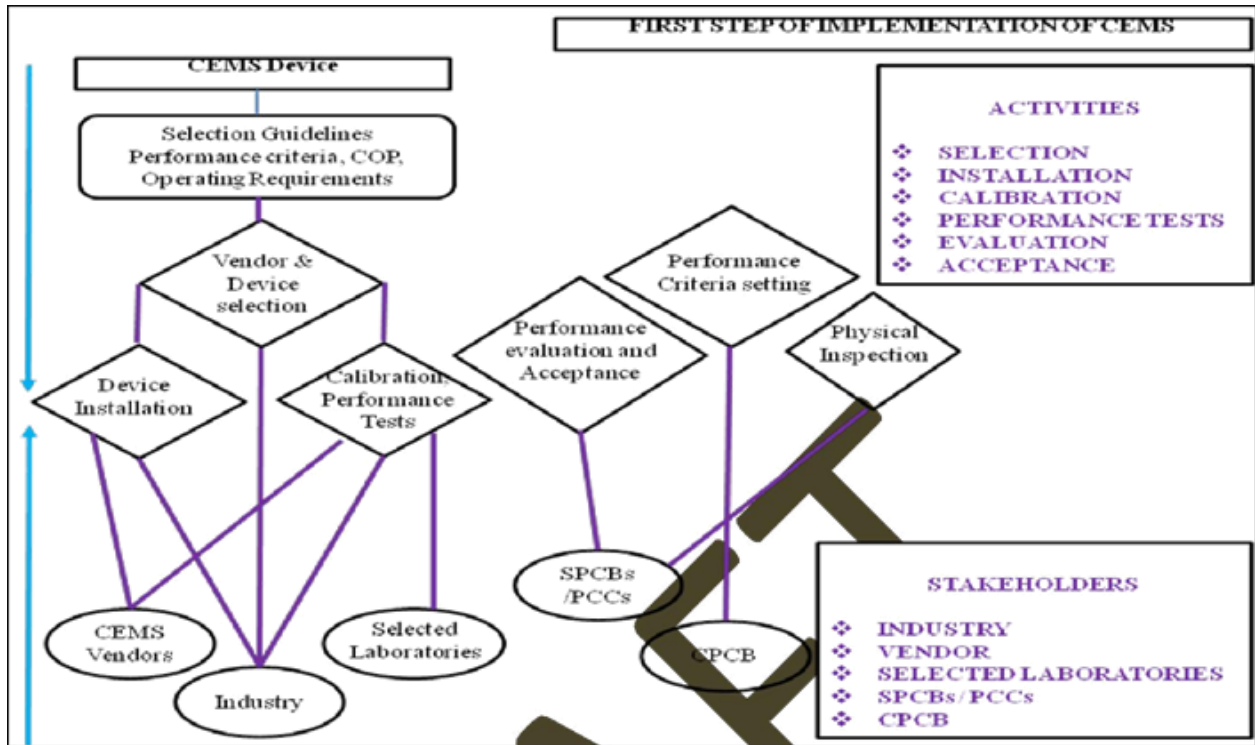 FIRST STEP OF IMPLEMENTATION OF CEMS
CEMS Device
Selection Guidelines
Performance criteria, COP,
Operating Requirements
Vendor &
Device
selection
Device
Installation
Calibration,
Performance
Tests
Performance
evaluation and
Acceptance
Performance
Criteria setting
Physical
Inspection
CEMS
Vendors
Industry
Selected
Laboratories
SPCBs
/PCCs
CPCB
ACTIVITIES
❖ SELECTION
❖ INSTALLATION
❖ CALIBRATION
❖ PERFORMANCE TESTS
❖ EVALUATION
❖ ACCEPTANCE
STAKEHOLDERS
❖ INDUSTRY
❖ VENDOR
❖ SELECTED LABORATORIES
❖ SPCBs/ PCCs
❖ CPCB